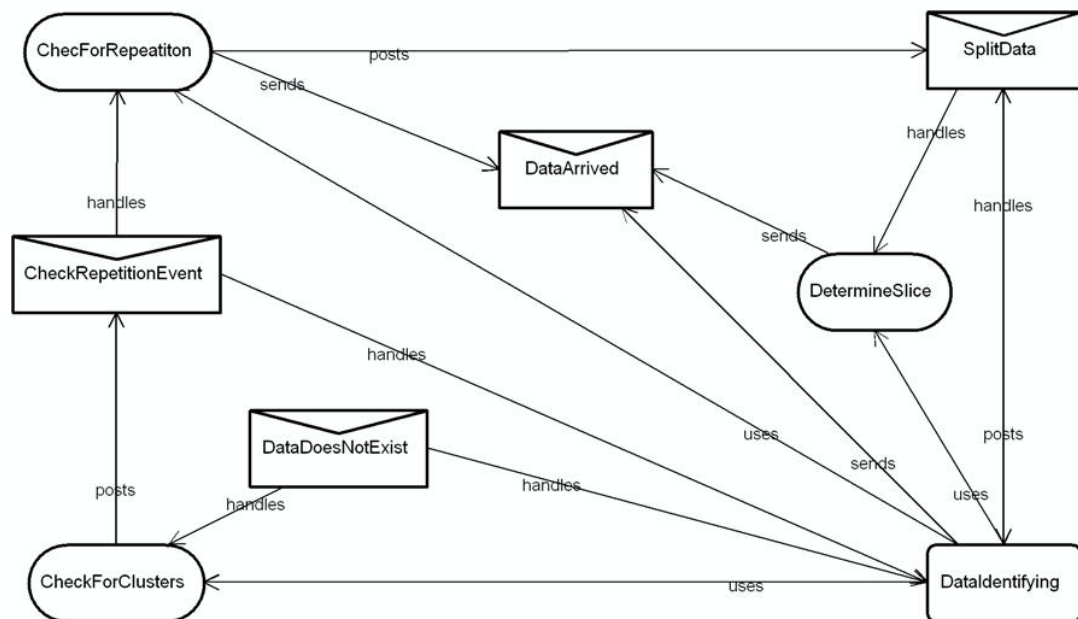 ChecForRepeatiton
posts
SplitData
sends
handles
DataArrived
handles
handles
sends
CheckRepetitionEvent
DetermineSlice
handles
DataDoesNotExist
uses
posts
sends
posts
handles
handles
uses
CheckForClusters
uses
DataIdentifying